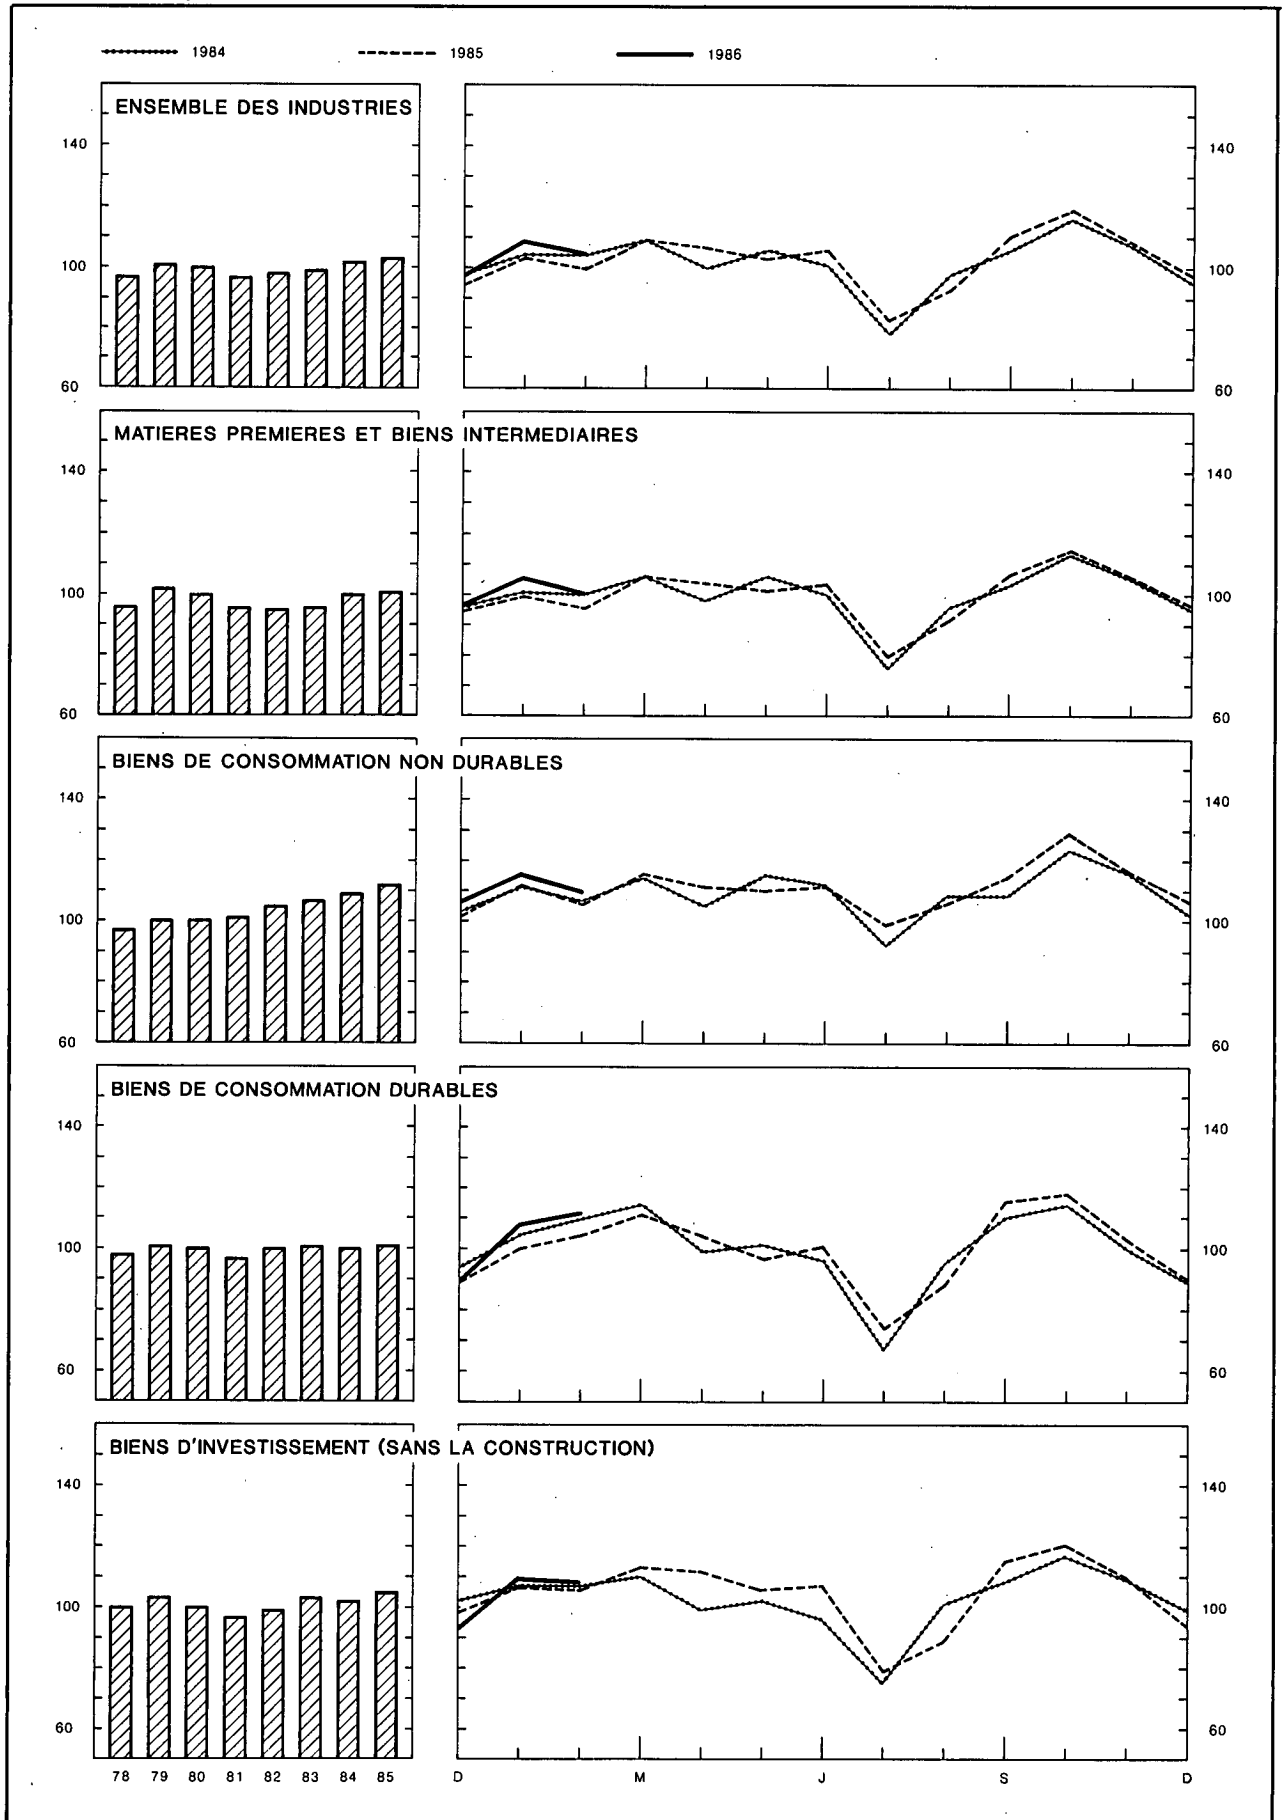 1984 1985 1986
ENSEMBLE DES INDUSTRIES
140 140
100 100
60 60
MATIERES PREMIERES ET BIENS INTERMEDIAIRES
140 140
100 100
60 60
BIENS DE CONSOMMATION NON DURABLES
140 140
100 100
60 60
BIENS DE CONSOMMATION DURABLES
140 140
100 100
60 60
BIENS D'INVESTISSEMENT (SANS LA CONSTRUCTION)
140 140
100 100
60 60
78 79 80 81 82 83 84 85 D M J S D